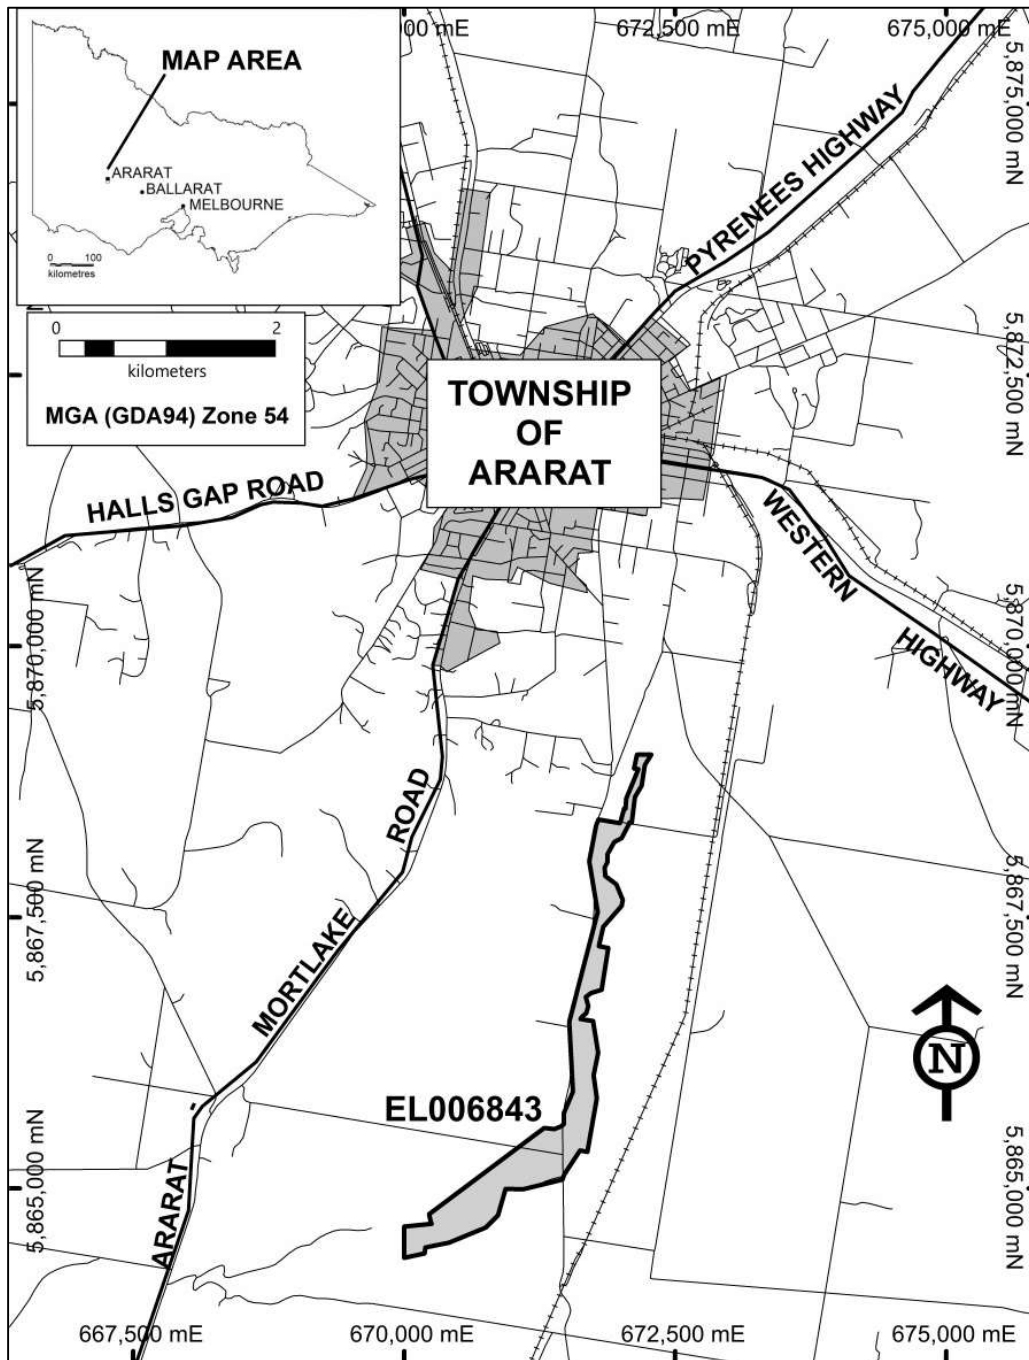 00 mE
672,500 mE
675,000 mE
MAP AREA
ARARAT
BALLARAT
MELBOURNE
0 100
kilometres
0 2
kilometers
MGA (GDA94) Zone 54
5,875,000 mN
PYRENEES HIGHWAY
5,872,500 mN
TOWNSHIP
OF
ARARAT
HALLS GAP ROAD
WESTERN
HIGHWAY
5,870,000 mN
5,870,000 mN
ARARAT
MORTLAKE
ROAD
5,867,500 mN
5,867,500 mN
N
EL006843
5,865,000 mN
5,865,000 mN
667,500 mE
670,000 mE
672,500 mE
675,000 mE